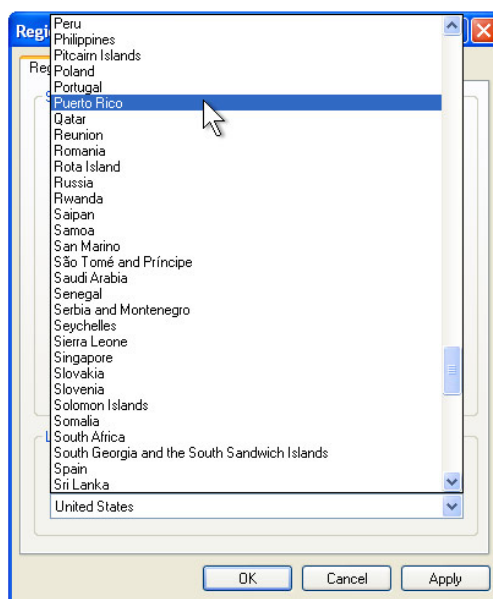 Regi
Peru
Philippines
Pitcairn Islands
Reg
Poland
Portugal
Puerto Rico
Qatar
Reunion
Romania
Rota Island
Russia
Rwanda
Saipan
Samoa
San Marino
São Tomé and Príncipe
Saudi Arabia
Senegal
Serbia and Montenegro
Seychelles
Sierra Leone
Singapore
Slovakia
Slovenia
Solomon Islands
Somalia
South Africa
South Georgia and the South Sandwich Islands
Spain
Sri Lanka
United States
OK Cancel Apply